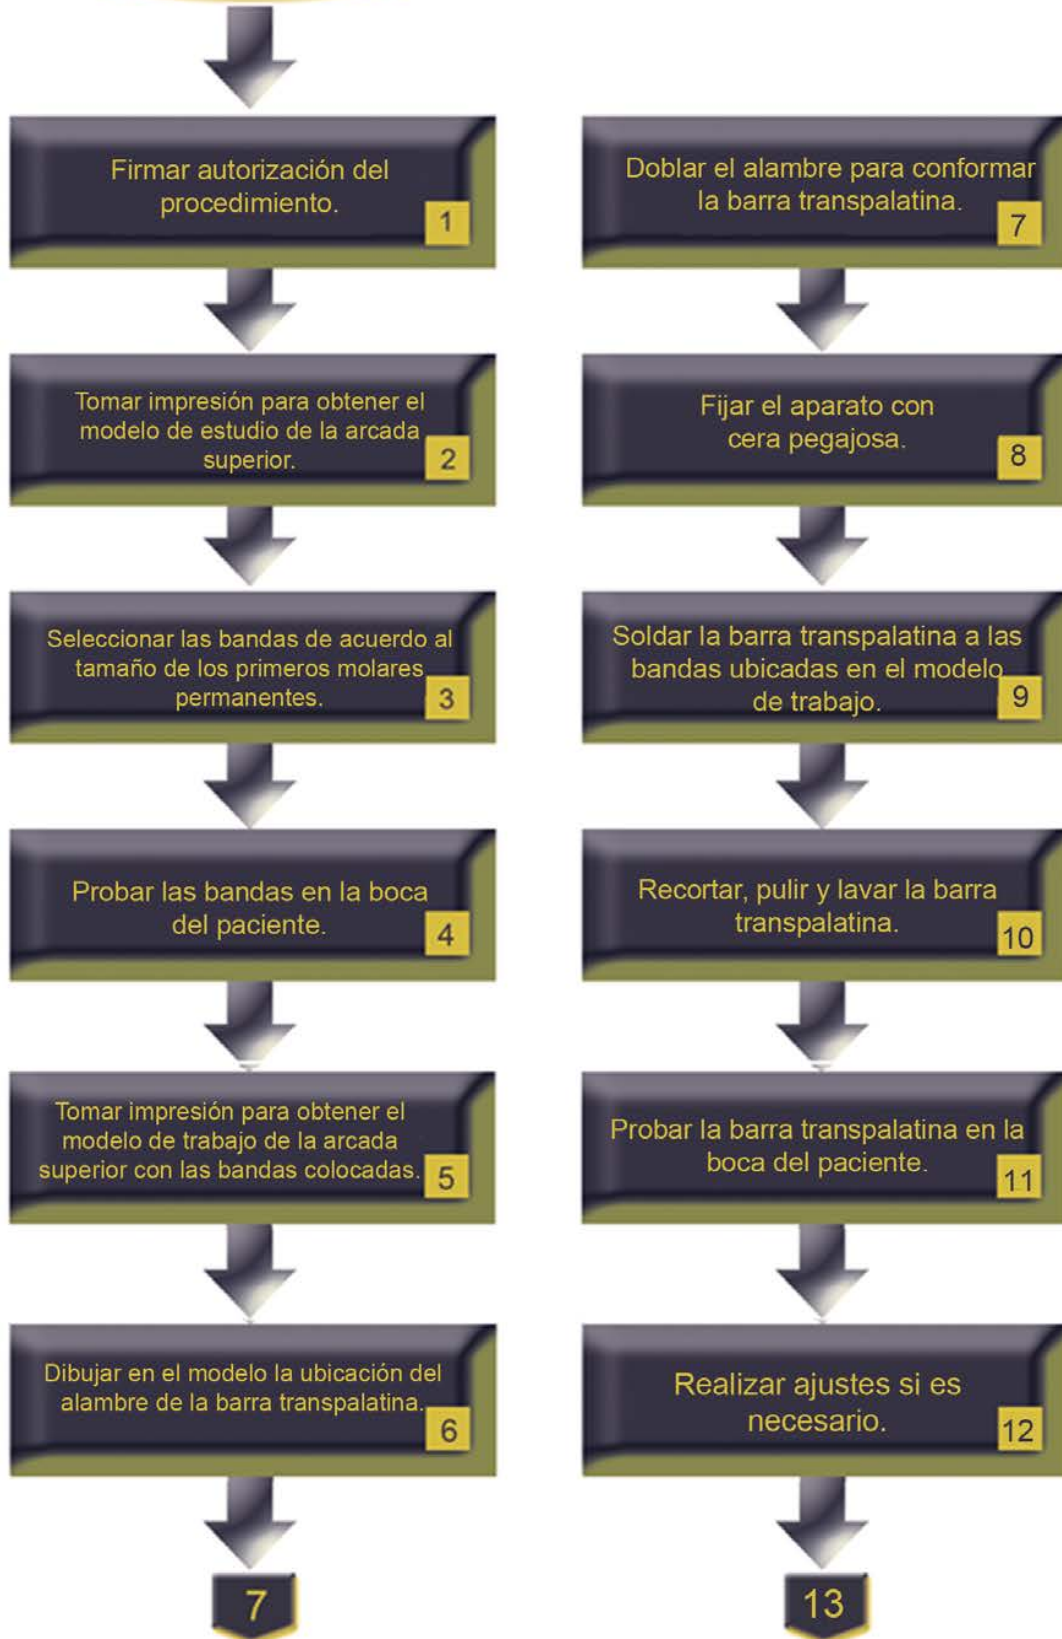 Firmar autorización del
procedimiento.
1
Tomar impresión para obtener el
modelo de estudio de la arcada
superior.
2
Seleccionar las bandas de acuerdo al
tamaño de los primeros molares
permanentes.
3
Probar las bandas en la boca
del paciente.
4
Tomar impresión para obtener el
modelo de trabajo de la arcada
superior con las bandas colocadas.
5
Dibujar en el modelo la ubicación del
alambre de la barra transpalatina.
6
7
Doblar el alambre para conformar
la barra transpalatina.
7
Fijar el aparato con
cera pegajosa.
8
Soldar la barra transpalatina a las
bandas ubicadas en el modelo
de trabajo.
9
Recortar, pulir y lavar la barra
transpalatina.
10
Probar la barra transpalatina en la
boca del paciente.
11
Realizar ajustes si es
necesario.
12
13